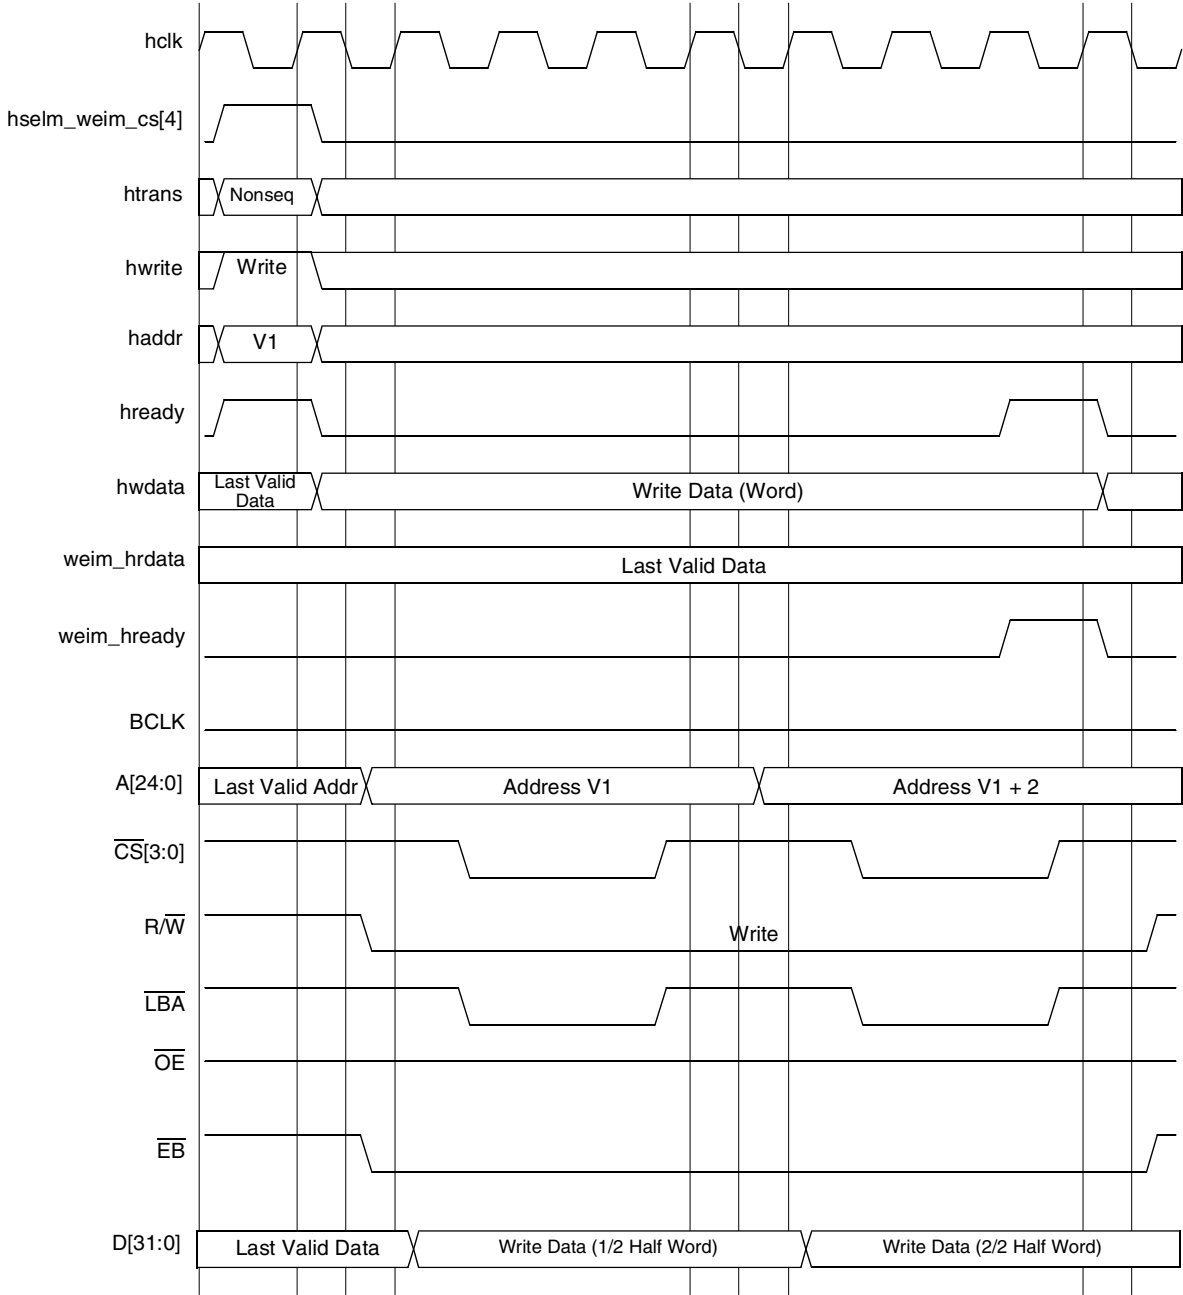 hclk
hselm_weim_cs[4]
htrans
Nonseq
hwrite
Write
haddr
V1
hready
hwdata
Last Valid
Data
Write Data (Word)
weim_hrdata
Last Valid Data
weim_hready
BCLK
A[24:0]
Last Valid Addr
Address V1
Address V1 + 2
CS[3:0]
R/W
Write
LBA
OE
EB
D[31:0]
Last Valid Data
Write Data (1/2 Half Word)
Write Data (2/2 Half Word)